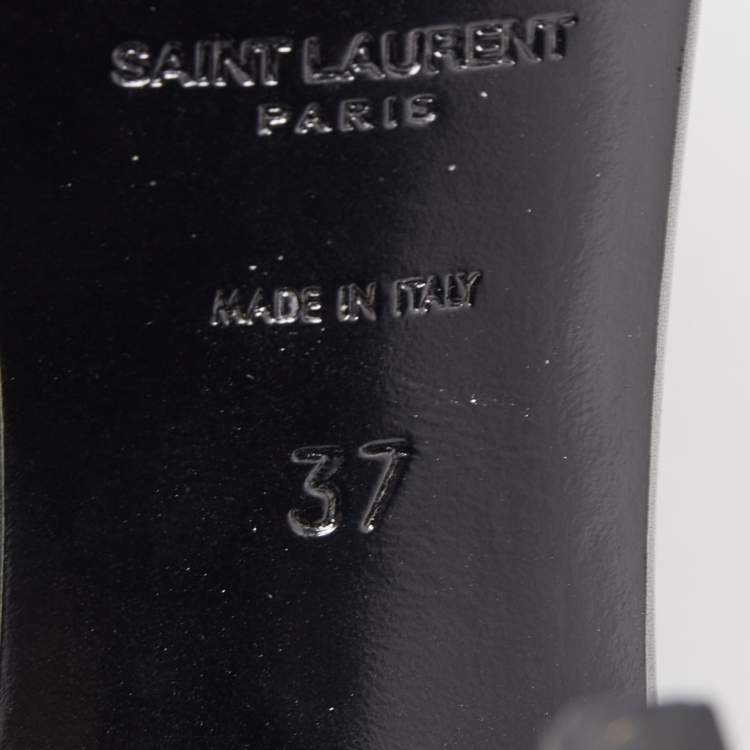 SAINT LAURENT
PARIS
MADE IN ITALY
37